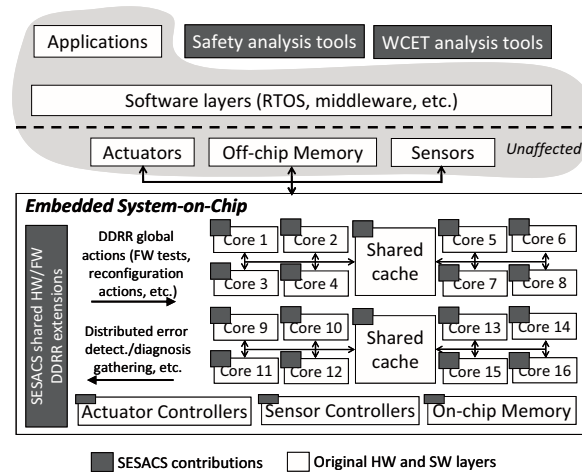 Applications
Safety analysis tools
WCET analysis tools
Software layers (RTOS, middleware, etc.)
Actuators
Off-chip Memory
Sensors
Unaffected
Embedded System-on-Chip
SESACS shared HW/FW
DDRR extensions
DDRR global
actions (FW tests,
reconfiguration
actions, etc.)
Distributed error
detect./diagnosis
gathering, etc.
Core 1
Core 2
Core 3
Core 4
Shared
cache
Core 5
Core 6
Core 7
Core 8
Core 9
Core 10
Core 11
Core 12
Shared
cache
Core 13
Core 14
Core 15
Core 16
Actuator Controllers
Sensor Controllers
On-chip Memory
SESACS contributions
Original HW and SW layers